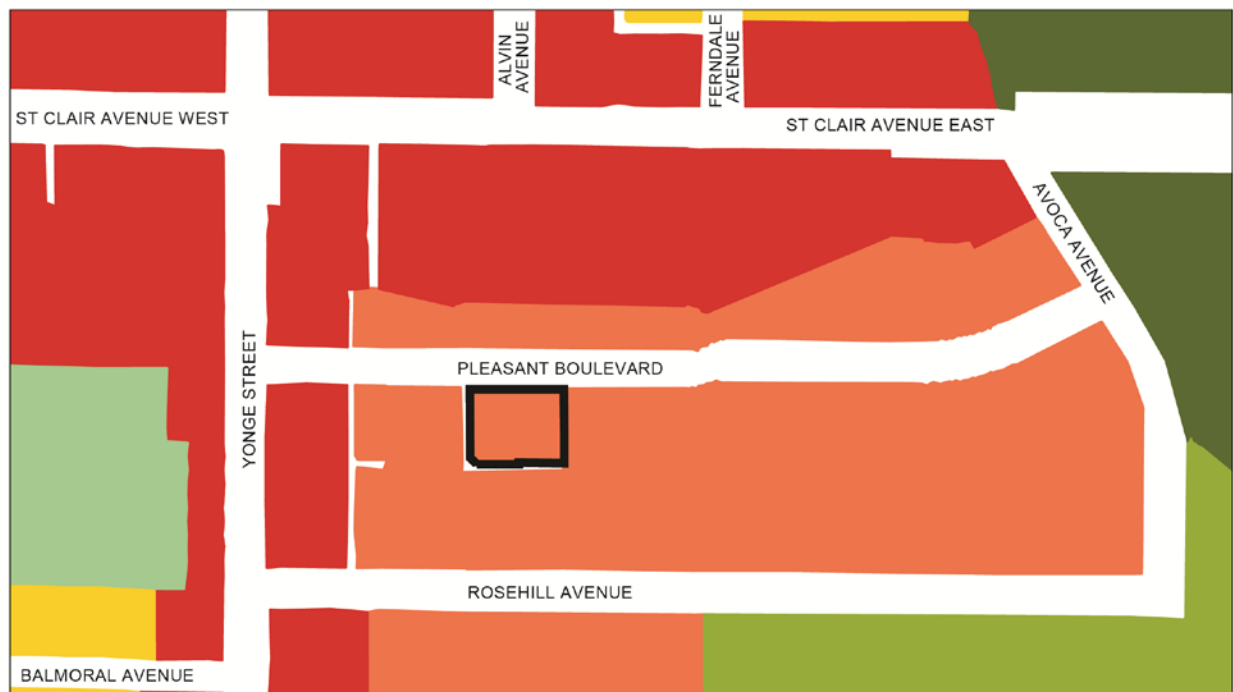 ALVIN
AVENUE
FERNDALE
AVENUE
ST CLAIR AVENUE WEST
ST CLAIR AVENUE EAST
AVOCA AVENUE
YONGE STREET
PLEASANT BOULEVARD
ROSEHILL AVENUE
BALMORAL AVENUE